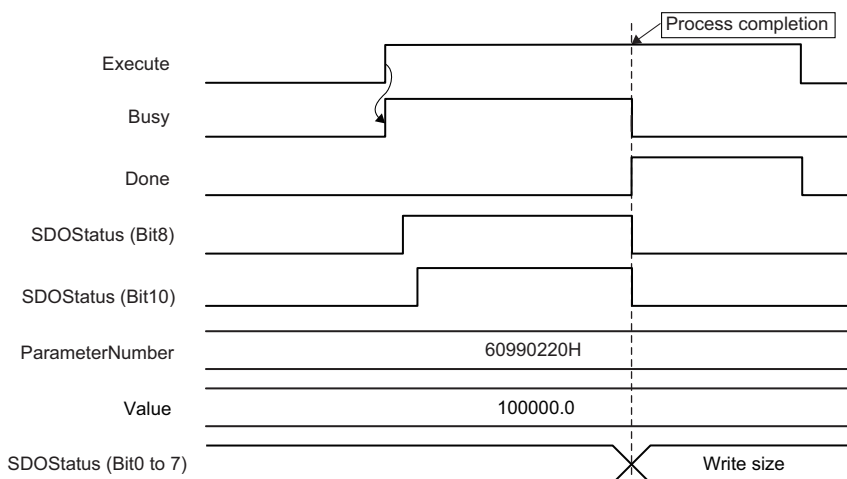 Process completion
Execute
Busy
Done
SDOStatus (Bit8)
SDOStatus (Bit10)
ParameterNumber 60990220H
Value 100000.0
SDOStatus (Bit0 to 7) Write size